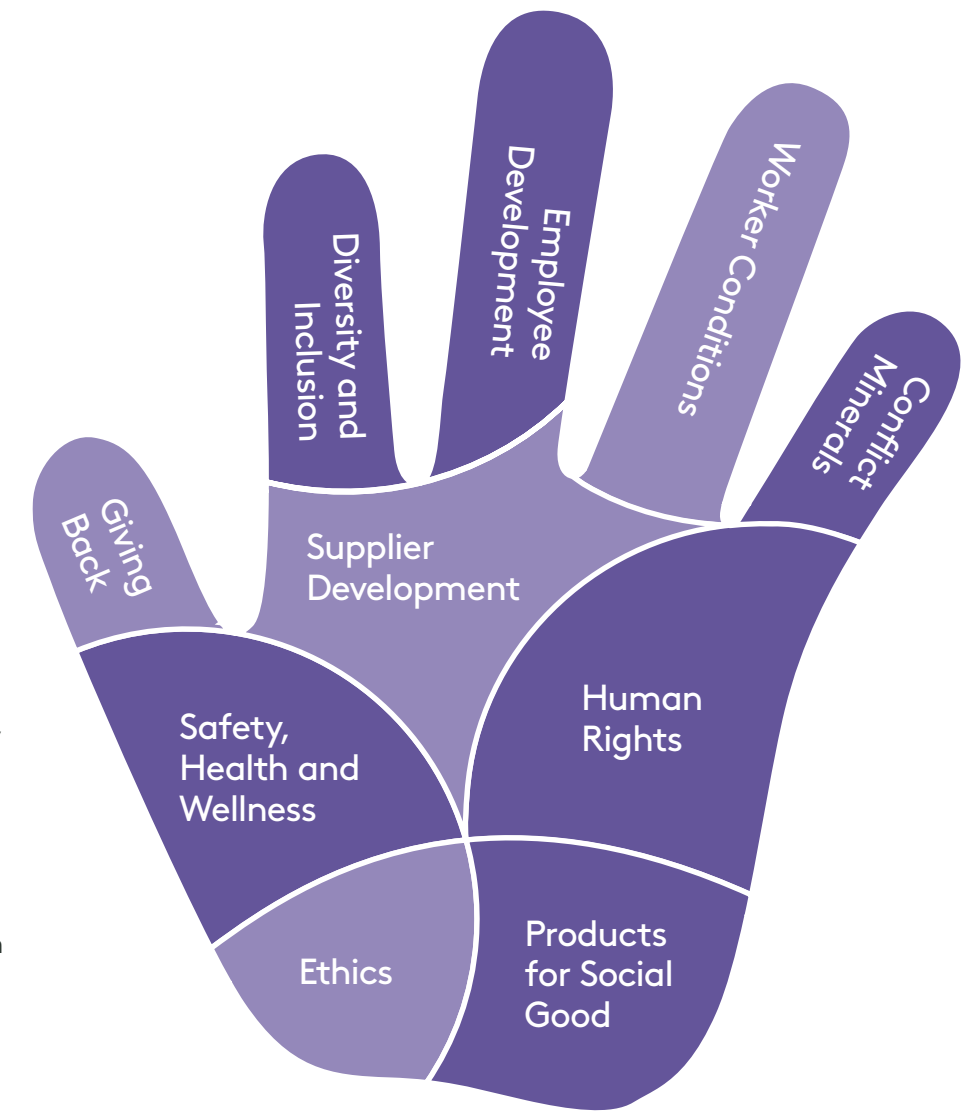 Giving
Back
Diversity and
Inclusion
Employee
Development
Worker Conditions
Conflict
Minerals
Supplier
Development
Safety,
Health and
Wellness
Human
Rights
Ethics
Products
for Social
Good